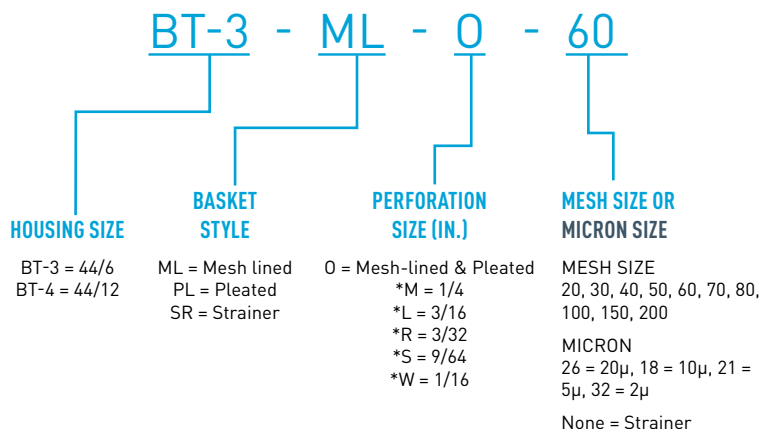 BT-3 - ML - O - 60
HOUSING SIZE
BT-3 = 44/6
BT-4 = 44/12
BASKET
STYLE
ML = Mesh lined
PL = Pleated
SR = Strainer
PERFORATION
SIZE (IN.)
O = Mesh-lined & Pleated
*M = 1/4
*L = 3/16
*R = 3/32
*S = 9/64
*W = 1/16
MESH SIZE OR
MICRON SIZE
MESH SIZE
20, 30, 40, 50, 60, 70, 80,
100, 150, 200
MICRON
26 = 20µ, 18 = 10µ, 21 =
5µ, 32 = 2µ
None = Strainer